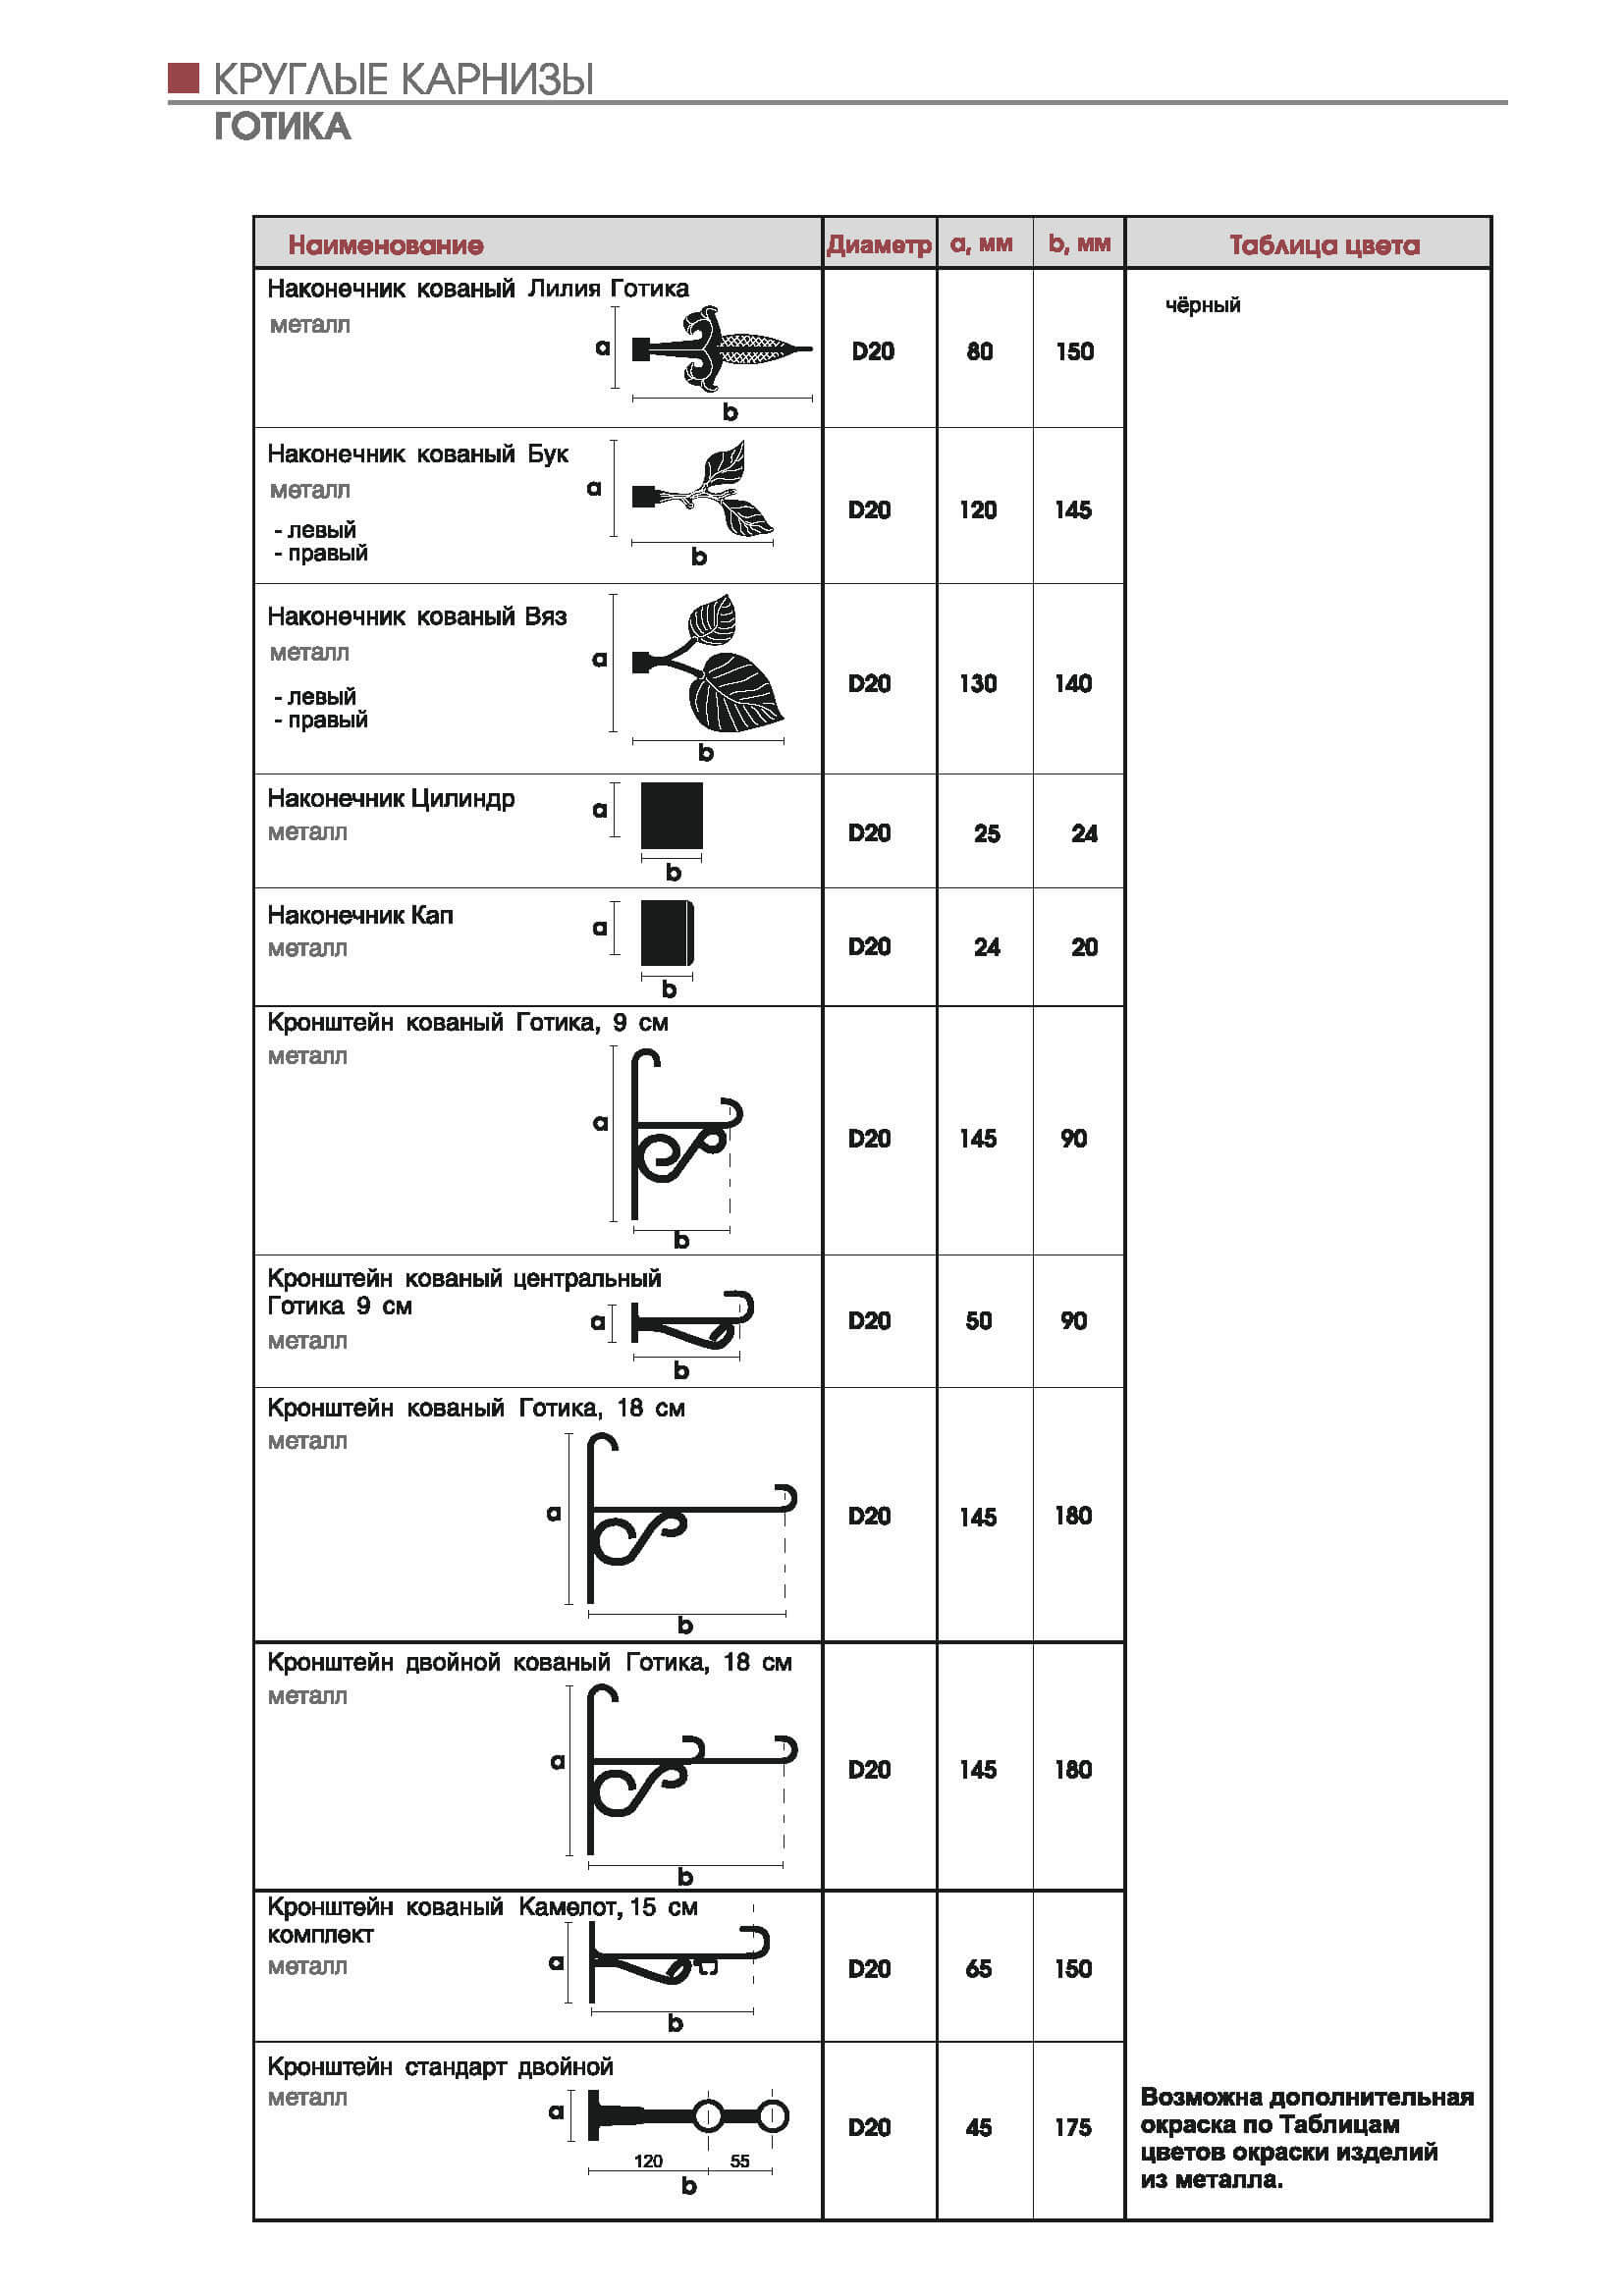 КРУГЛЫЕ КАРНИЗЫ
ГОТИКА
Наименование Диаметр a, мм b, мм Таблица цвета
Наконечник кованый Лилия Готика
металл
чёрный
a
D20 80 150
b
Наконечник кованый Бук
металл
a
- левый
- правый
D20 120 145
b
Наконечник кованый Вяз
металл
a
- левый
- правый
D20 130 140
b
Наконечник Цилиндр
металл
a
D20 25 24
b
Наконечник Кап
металл
a
D20 24 20
b
Кронштейн кованый Готика, 9 см
металл
a
D20 145 90
b
Кронштейн кованый центральный
Готика 9 см
металл
a
D20 50 90
b
Кронштейн кованый Готика, 18 см
металл
a
D20 145 180
b
Кронштейн двойной кованый Готика, 18 см
металл
a
D20 145 180
b
Кронштейн кованый Камелот, 15 см
комплект
металл
a
D20 65 150
b
Кронштейн стандарт двойной
металл
a
D20 45 175
120 55
b
Возможна дополнительная
окраска по Таблицам
цветов окраски изделий
из металла.